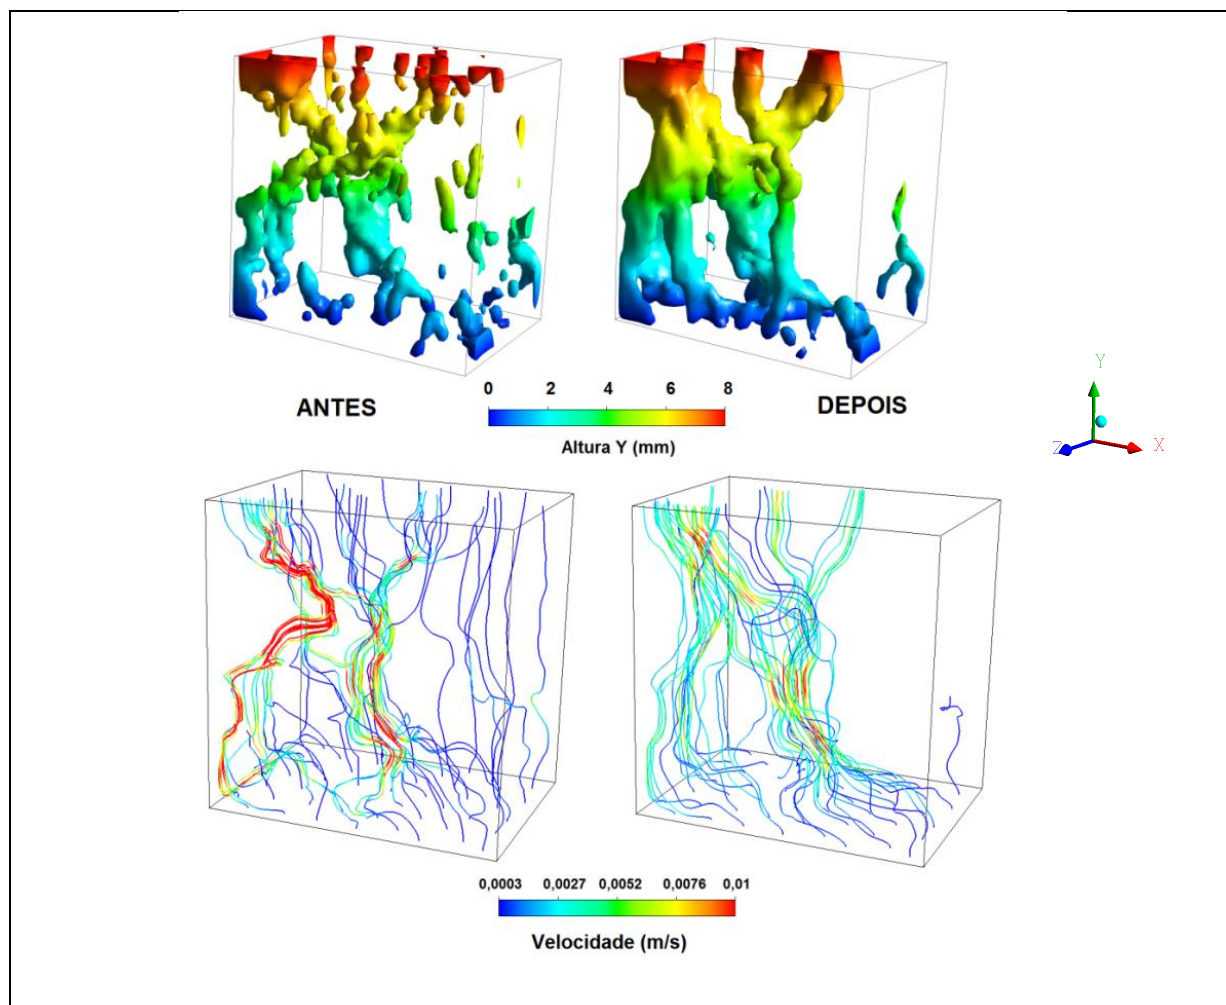 0 2 4 6 8
ANTES
DEPOIS
Altura Y (mm)
Y
Z
X
0,0003 0,0027 0,0052 0,0076 0,01
Velocidade (m/s)